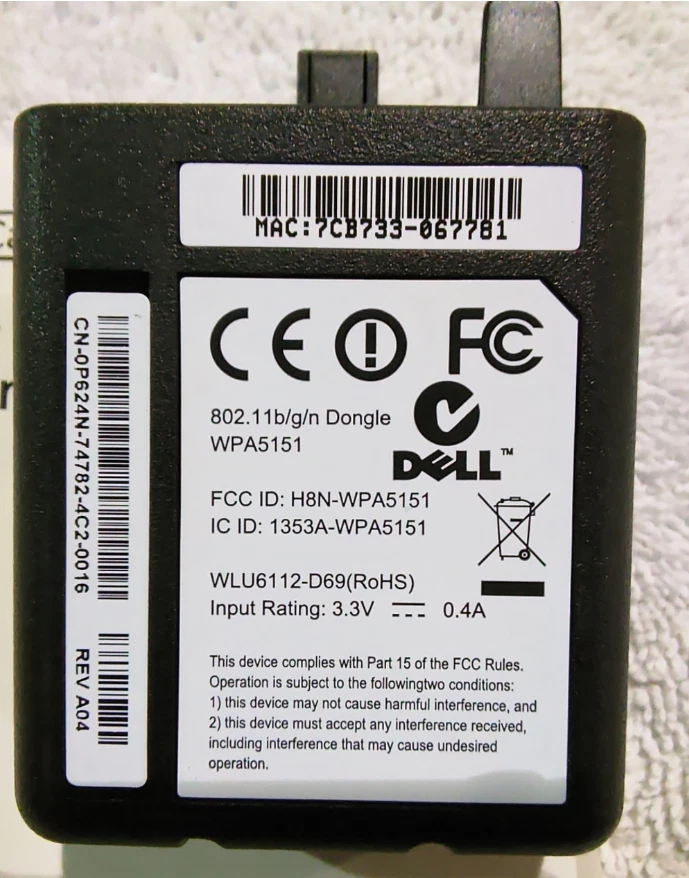 MAC:7CB733-067781
CE FC
802.11b/g/n Dongle
WPA5151
DELL™
FCC ID: H8N-WPA5151
IC ID: 1353A-WPA5151
WLU6112-D69(RoHS)
Input Rating: 3.3V ⎓ 0.4A
This device complies with Part 15 of the FCC Rules.
Operation is subject to the followingtwo conditions:
1) this device may not cause harmful interference, and
2) this device must accept any interference received,
including interference that may cause undesired
operation.
CN-0P624N-74782-4C2-0016
REV A04